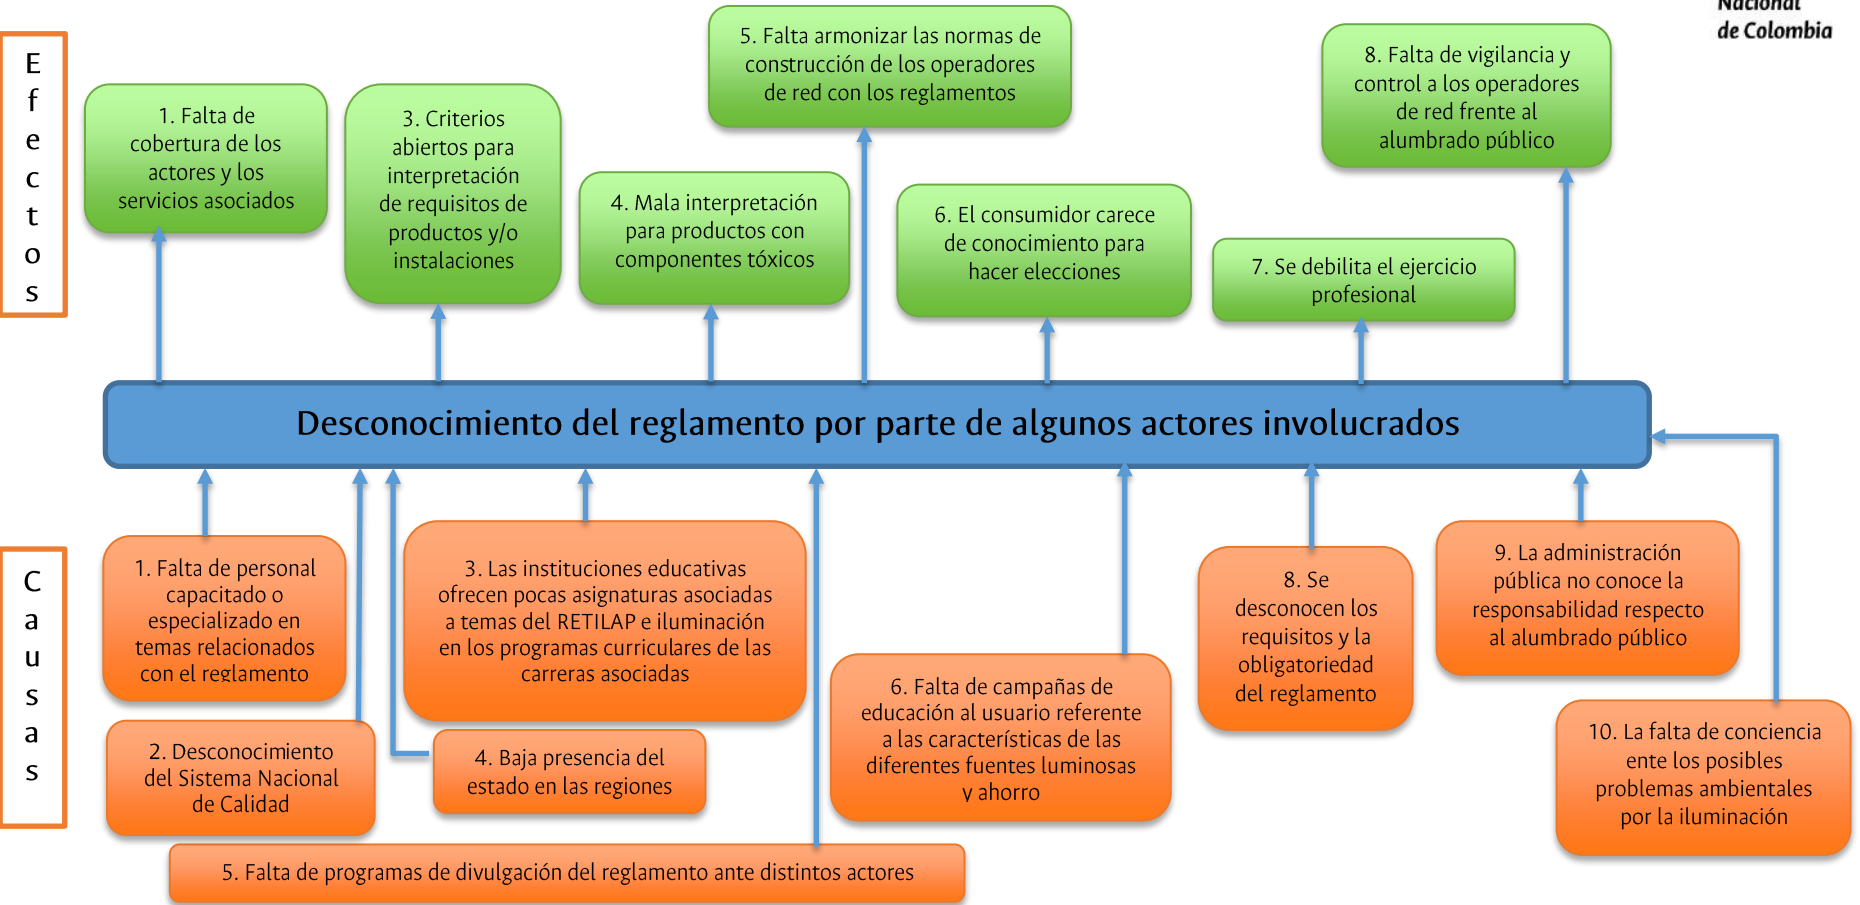 Nacional
de Colombia
E
f
e
c
t
o
s
1. Falta de
cobertura de los
actores y los
servicios asociados
3. Criterios
abiertos para
interpretación
de requisitos de
productos y/o
instalaciones
4. Mala interpretación
para productos con
componentes tóxicos
5. Falta armonizar las normas de
construcción de los operadores
de red con los reglamentos
6. El consumidor carece
de conocimiento para
hacer elecciones
7. Se debilita el ejercicio
profesional
8. Falta de vigilancia y
control a los operadores
de red frente al
alumbrado público
Desconocimiento del reglamento por parte de algunos actores involucrados
C
a
u
s
a
s
1. Falta de personal
capacitado o
especializado en
temas relacionados
con el reglamento
2. Desconocimiento
del Sistema Nacional
de Calidad
3. Las instituciones educativas
ofrecen pocas asignaturas asociadas
a temas del RETILAP e iluminación
en los programas curriculares de las
carreras asociadas
4. Baja presencia del
estado en las regiones
5. Falta de programas de divulgación del reglamento ante distintos actores
6. Falta de campañas de
educación al usuario referente
a las características de las
diferentes fuentes luminosas
y ahorro
8. Se
desconocen los
requisitos y la
obligatoriedad
del reglamento
9. La administración
pública no conoce la
responsabilidad respecto
al alumbrado público
10. La falta de conciencia
ente los posibles
problemas ambientales
por la iluminación